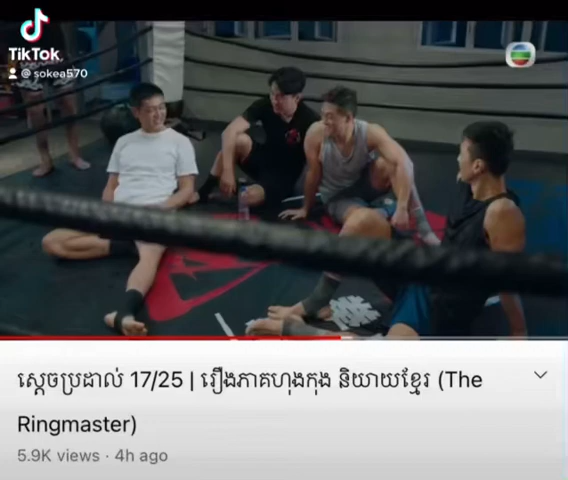 TikTok
@sokea570
ស្ដេចប្រដាល់ 17/25 | រឿងភាគហុងកុង និយាយខ្មែរ (The
Ringmaster)
5.9K views · 4h ago